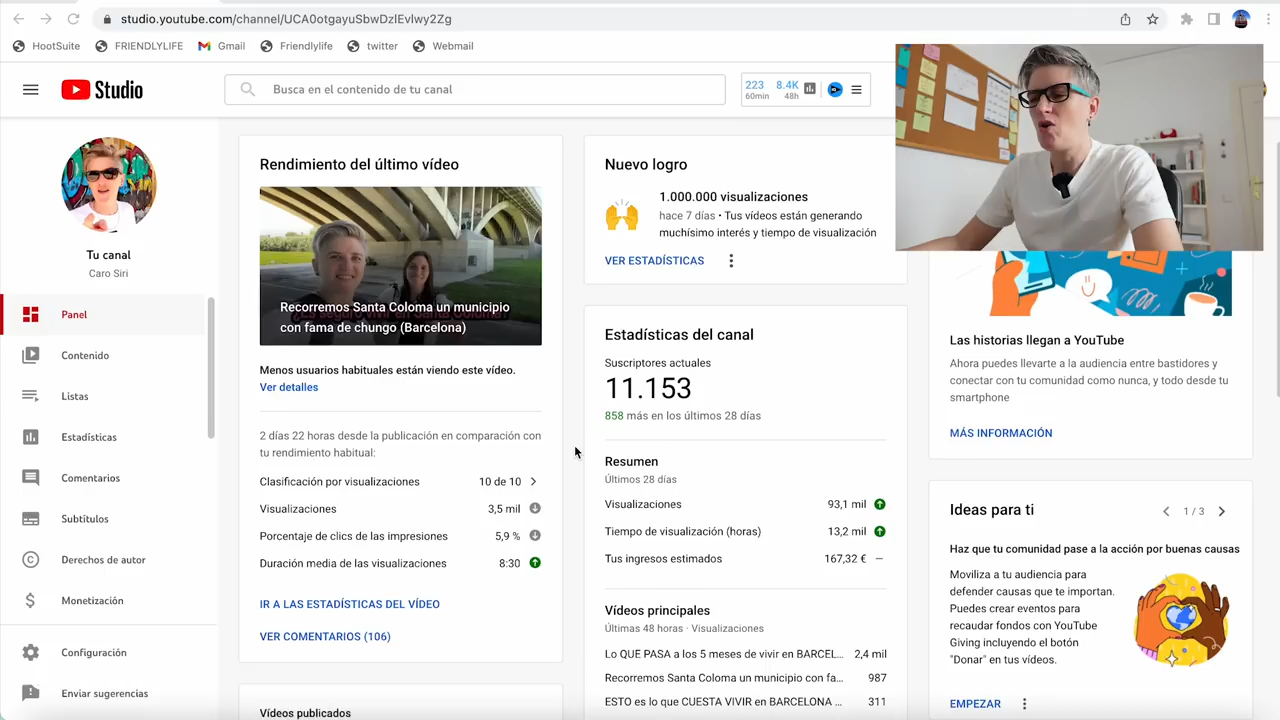 studio.youtube.com/channel/UCA0otgayuSbwDzlEvlwy2Zg
HootSuite
FRIENDLYLIFE
Gmail
Friendlylife
twitter
Webmail
Studio
Busca en el contenido de tu canal
223
60min
8.4K
48h
Tu canal
Caro Siri
Panel
Contenido
Listas
Estadísticas
Comentarios
Subtítulos
Derechos de autor
Monetización
Configuración
Enviar sugerencias
Rendimiento del último vídeo
Recorremos Santa Coloma un municipio
con fama de chungo (Barcelona)
Menos usuarios habituales están viendo este vídeo.
Ver detalles
2 días 22 horas desde la publicación en comparación con
tu rendimiento habitual:
Clasificación por visualizaciones 10 de 10
Visualizaciones 3,5 mil
Porcentaje de clics de las impresiones 5,9 %
Duración media de las visualizaciones 8:30
IR A LAS ESTADÍSTICAS DEL VÍDEO
VER COMENTARIOS (106)
Vídeos publicados
Nuevo logro
1.000.000 visualizaciones
hace 7 días • Tus vídeos están generando
muchísimo interés y tiempo de visualización
VER ESTADÍSTICAS
Estadísticas del canal
Suscriptores actuales
11.153
858 más en los últimos 28 días
Resumen
Últimos 28 días
Visualizaciones 93,1 mil
Tiempo de visualización (horas) 13,2 mil
Tus ingresos estimados 167,32 € —
Vídeos principales
Últimas 48 horas · Visualizaciones
Lo QUE PASA a los 5 meses de vivir en BARCEL... 2,4 mil
Recorremos Santa Coloma un municipio con fa... 987
ESTO es lo que CUESTA VIVIR en BARCELONA ... 311
Las historias llegan a YouTube
Ahora puedes llevarte a la audiencia entre bastidores y
conectar con tu comunidad como nunca, y todo desde tu
smartphone
MÁS INFORMACIÓN
Ideas para ti
1 / 3
Haz que tu comunidad pase a la acción por buenas causas
Moviliza a tu audiencia para
defender causas que te importan.
Puedes crear eventos para
recaudar fondos con YouTube
Giving incluyendo el botón
"Donar" en tus vídeos.
EMPEZAR